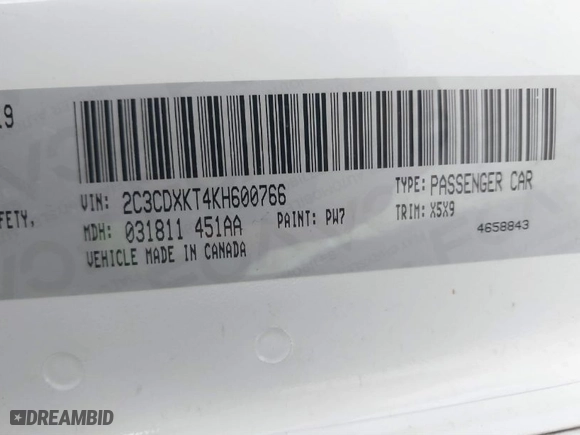 19
VIN: 2C3CDXKT4KH600766
TYPE: PASSENGER CAR
FETY,
MDH: 031811 451AA
PAINT: PW7
TRIM: X5X9
4658843
VEHICLE MADE IN CANADA
DREAMBID